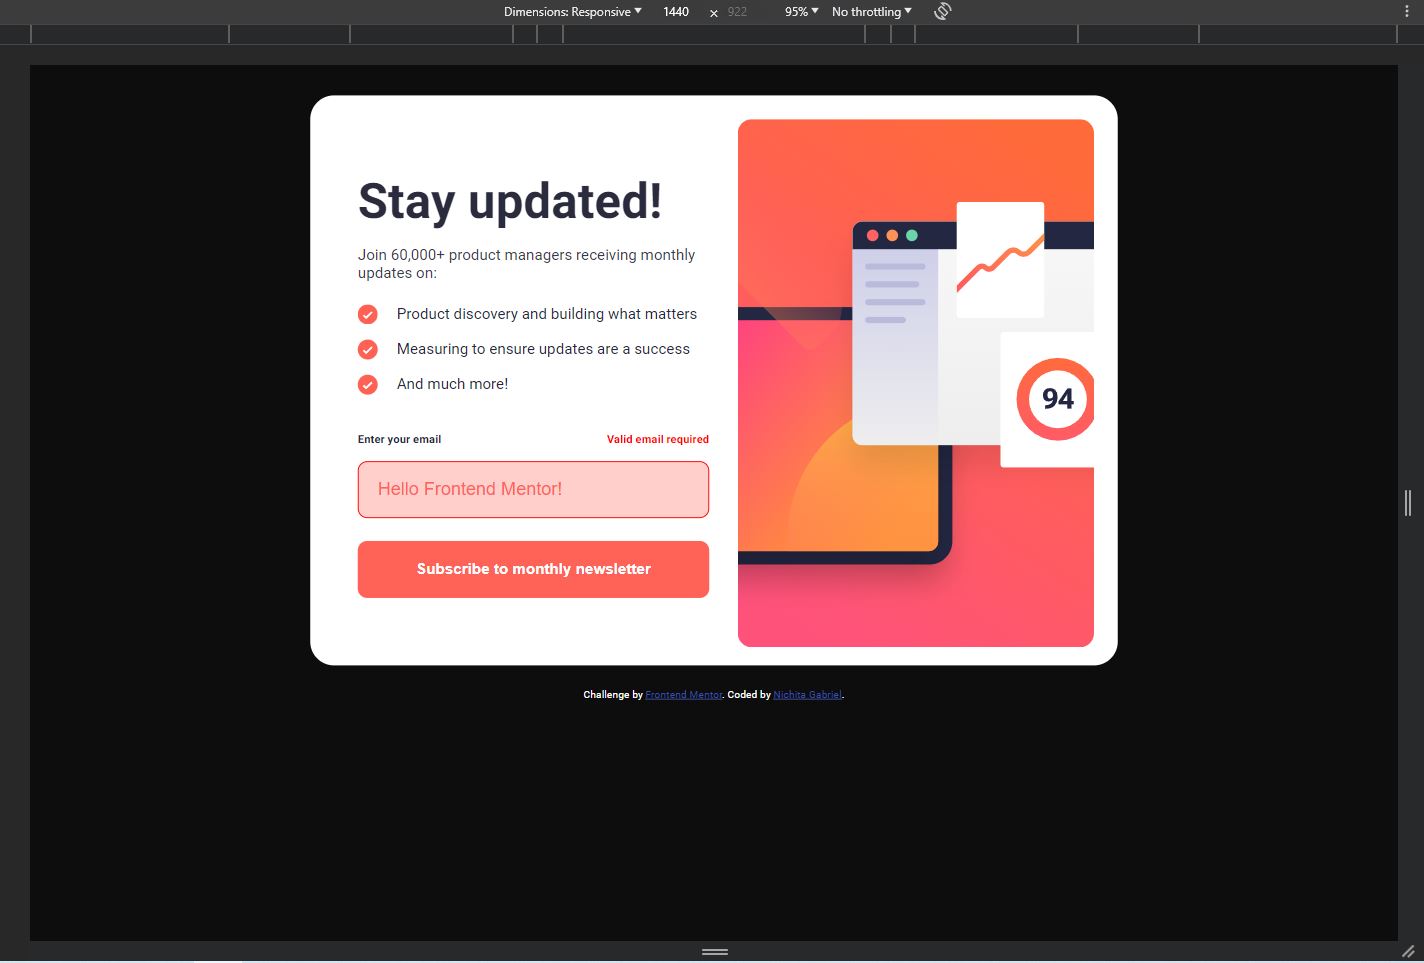 Dimensions: Responsive 1440 × 922 95% No throttling
Stay updated!
Join 60,000+ product managers receiving monthly
updates on:
Product discovery and building what matters
Measuring to ensure updates are a success
And much more!
Enter your email Valid email required
Hello Frontend Mentor!
Subscribe to monthly newsletter
94
Challenge by Frontend Mentor. Coded by Nichita Gabriel.